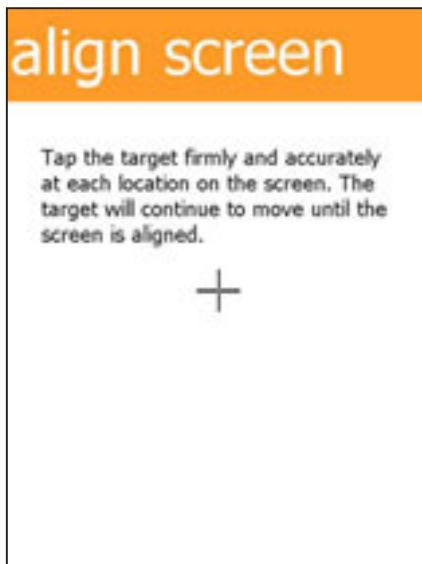 align screen
Tap the target firmly and accurately
at each location on the screen. The
target will continue to move until the
screen is aligned.